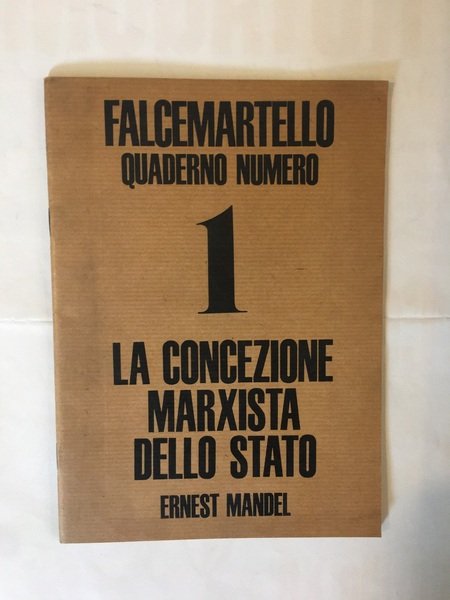 FALCEMARTELLO
QUADERNO NUMERO
1
LA CONCEZIONE
MARXISTA
DELLO STATO
ERNEST MANDEL